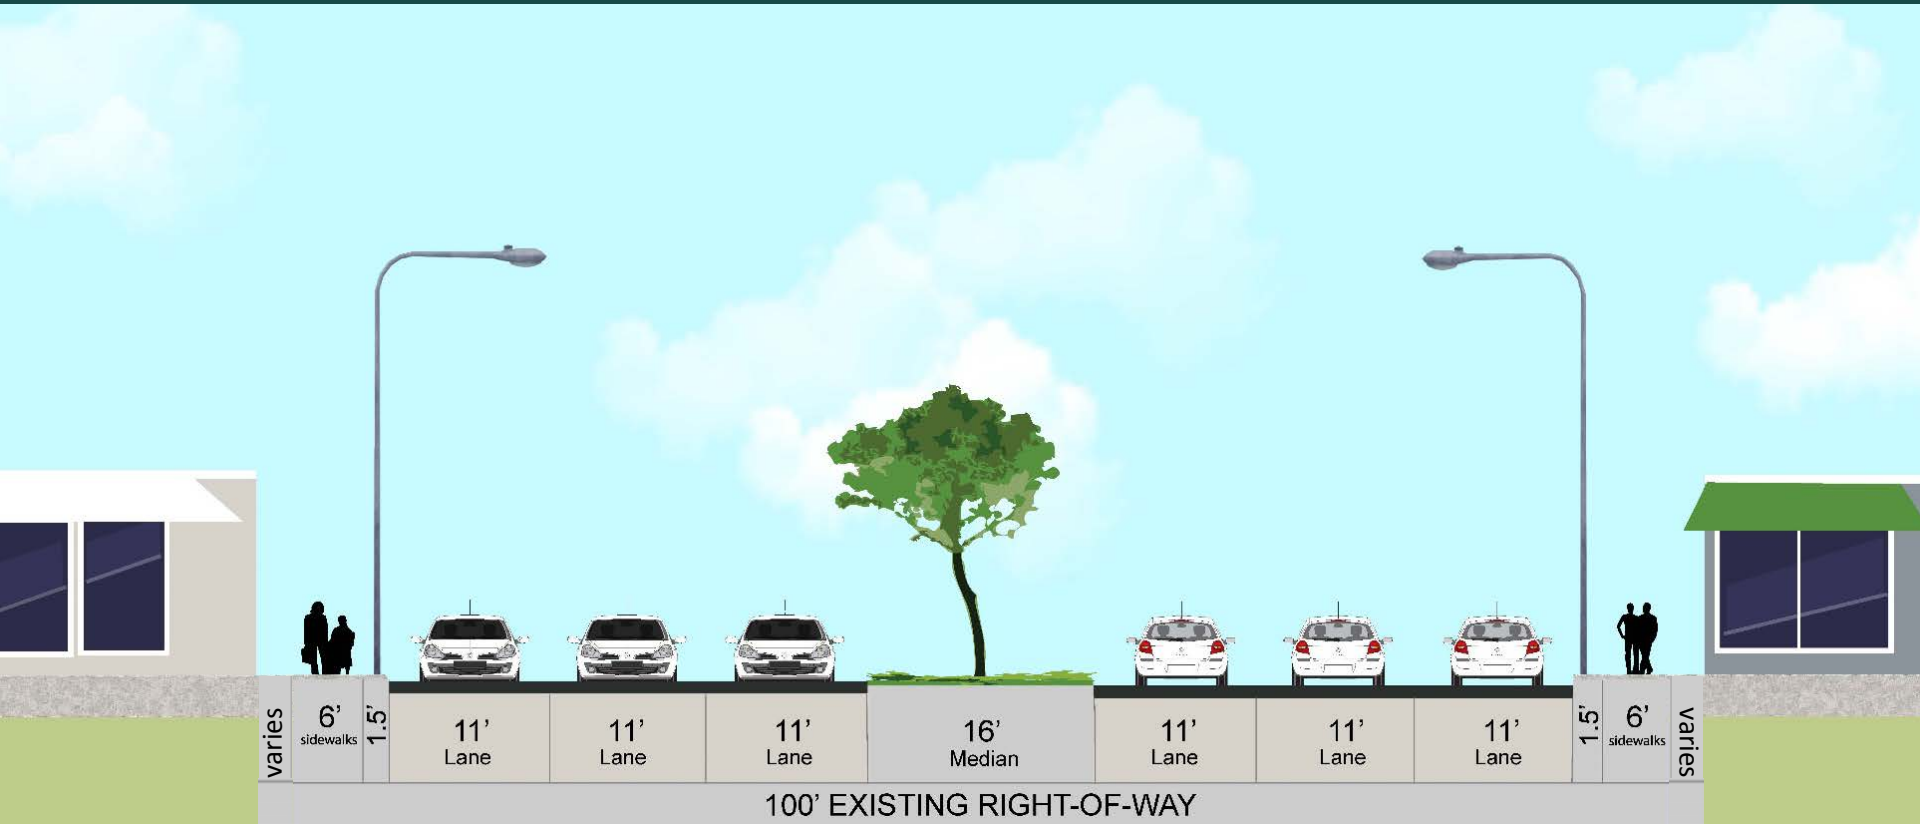 varies
6’
sidewalks
1.5’
11’
Lane
11’
Lane
11’
Lane
16’
Median
11’
Lane
11’
Lane
11’
Lane
1.5’
6’
sidewalks
varies
100’ EXISTING RIGHT-OF-WAY